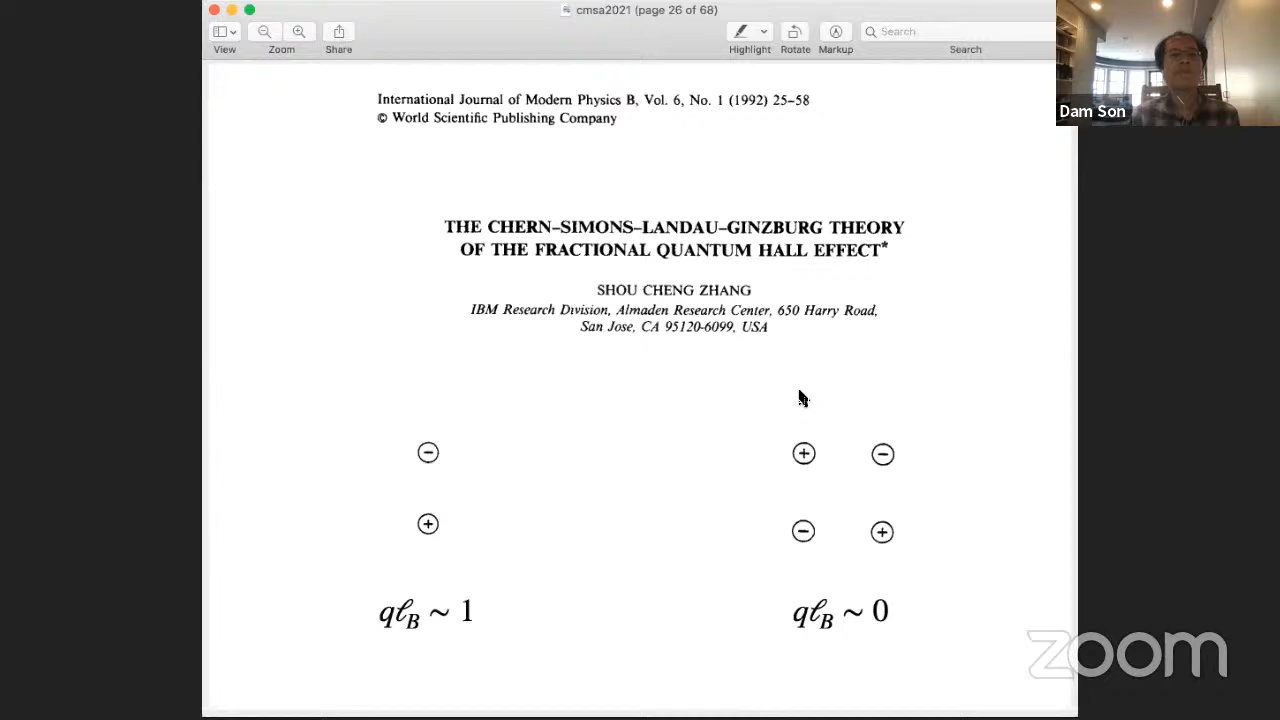 cmsa2021 (page 26 of 68)
View
Zoom
Share
Highlight
Rotate
Markup
Search
Search
Dam Son
International Journal of Modern Physics B, Vol. 6, No. 1 (1992) 25–58
© World Scientific Publishing Company
THE CHERN–SIMONS–LANDAU–GINZBURG THEORY
OF THE FRACTIONAL QUANTUM HALL EFFECT*
SHOU CHENG ZHANG
IBM Research Division, Almaden Research Center, 650 Harry Road,
San Jose, CA 95120-6099, USA
− + −
+ − +
qℓ_B ~ 1 qℓ_B ~ 0
zoom